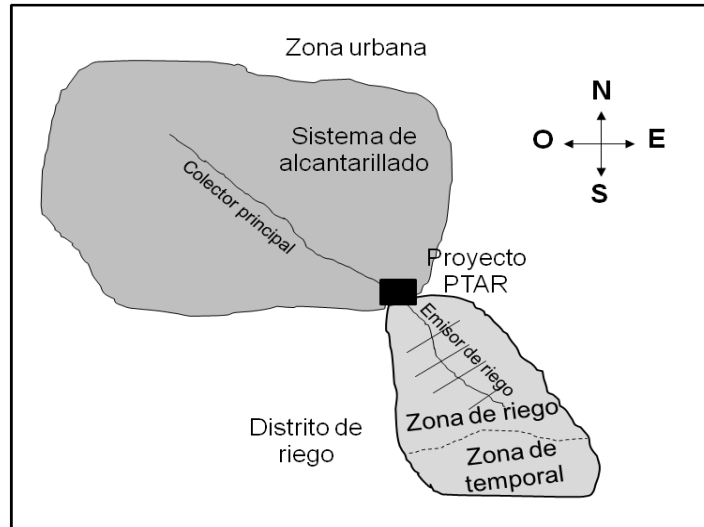 Zona urbana
Sistema de
alcantarillado
Colector principal
N
O
E
S
Proyecto
PTAR
Emisor de riego
Zona de riego
Distrito de
riego
Zona de
temporal